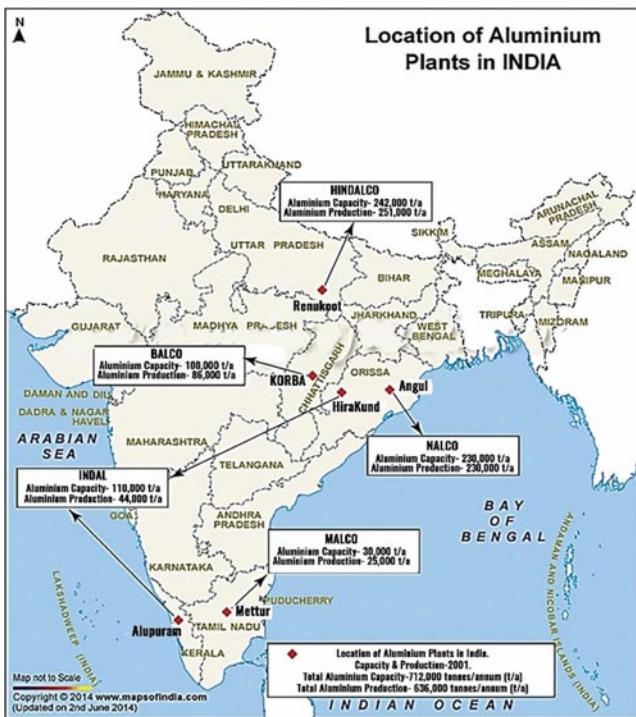 N
Location of Aluminium
Plants in INDIA
JAMMU & KASHMIR
HIMACHAL
PRADESH
PUNJAB
UTTARAKHAND
HARYANA
DELHI
HINDALCO
Aluminium Capacity- 242,000 t/a
Aluminium Production- 251,000 t/a
ARUNACHAL
PRADESH
SIKKIM
UTTAR PRADESH
RAJASTHAN
ASSAM
NAGALAND
BIHAR
MEGHALAYA
MANIPUR
Renukoot
JHARKHAND
TRIPURA
MIZORAM
GUJARAT
MADHYA PRADESH
WEST
BENGAL
BALCO
Aluminium Capacity- 100,000 t/a
Aluminium Production- 86,000 t/a
KORBA
CHHATTISGARH
ORISSA
Angul
HiraKund
DAMAN AND DIU
DADRA & NAGAR
HAVELI
ARABIAN
SEA
MAHARASHTRA
NALCO
Aluminium Capacity- 230,000 t/a
Aluminium Production- 230,000 t/a
TELANGANA
INDAL
Aluminium Capacity- 110,000 t/a
Aluminium Production- 44,000 t/a
GOA
ANDHRA
PRADESH
BAY
OF
BENGAL
MALCO
Aluminium Capacity- 30,000 t/a
Aluminium Production- 25,000 t/a
KARNATAKA
ANDAMAN AND NICOBAR ISLANDS (INDIA)
LAKSHADWEEP (INDIA)
PUDUCHERRY
Mettur
Alupuram
TAMIL NADU
KERALA
Location of Aluminium Plants in India.
Capacity & Production-2001.
Total Aluminium Capacity-712,000 tonnes/annum (t/a)
Total Aluminium Production - 636,000 tonnes/annum (t/a)
Map not to Scale
Copyright © 2014 www.mapsofindia.com
(Updated on 2nd June 2014)
INDIAN OCEAN